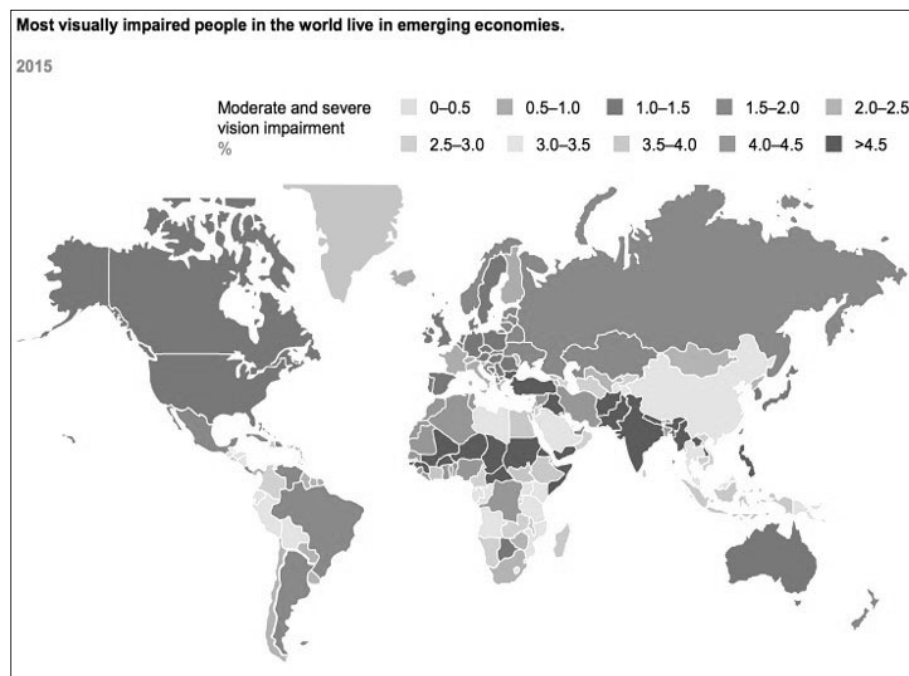 Most visually impaired people in the world live in emerging economies.
2015
Moderate and severe
vision impairment
%
0–0.5 0.5–1.0 1.0–1.5 1.5–2.0 2.0–2.5
2.5–3.0 3.0–3.5 3.5–4.0 4.0–4.5 >4.5